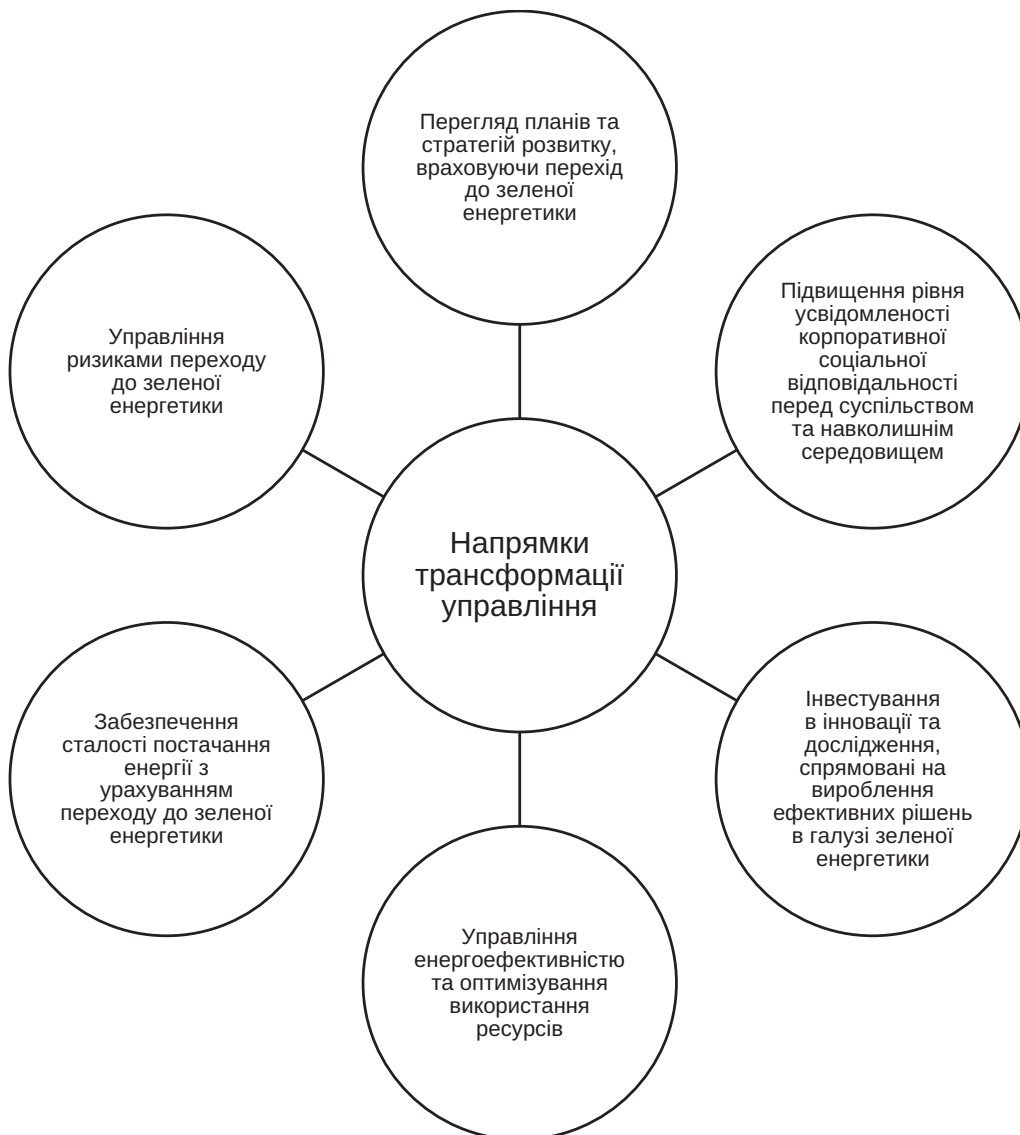 Перегляд планів та
стратегій розвитку,
враховуючи перехід
до зеленої
енергетики
Підвищення рівня
усвідомленості
корпоративної
соціальної
відповідальності
перед суспільством
та навколишнім
середовищем
Управління
ризиками переходу
до зеленої
енергетики
Напрямки
трансформації
управління
Забезпечення
сталості постачання
енергії з
урахуванням
переходу до зеленої
енергетики
Інвестування
в інновації та
дослідження,
спрямовані на
вироблення
ефективних рішень
в галузі зеленої
енергетики
Управління
енергоефективністю
та оптимізування
використання
ресурсів